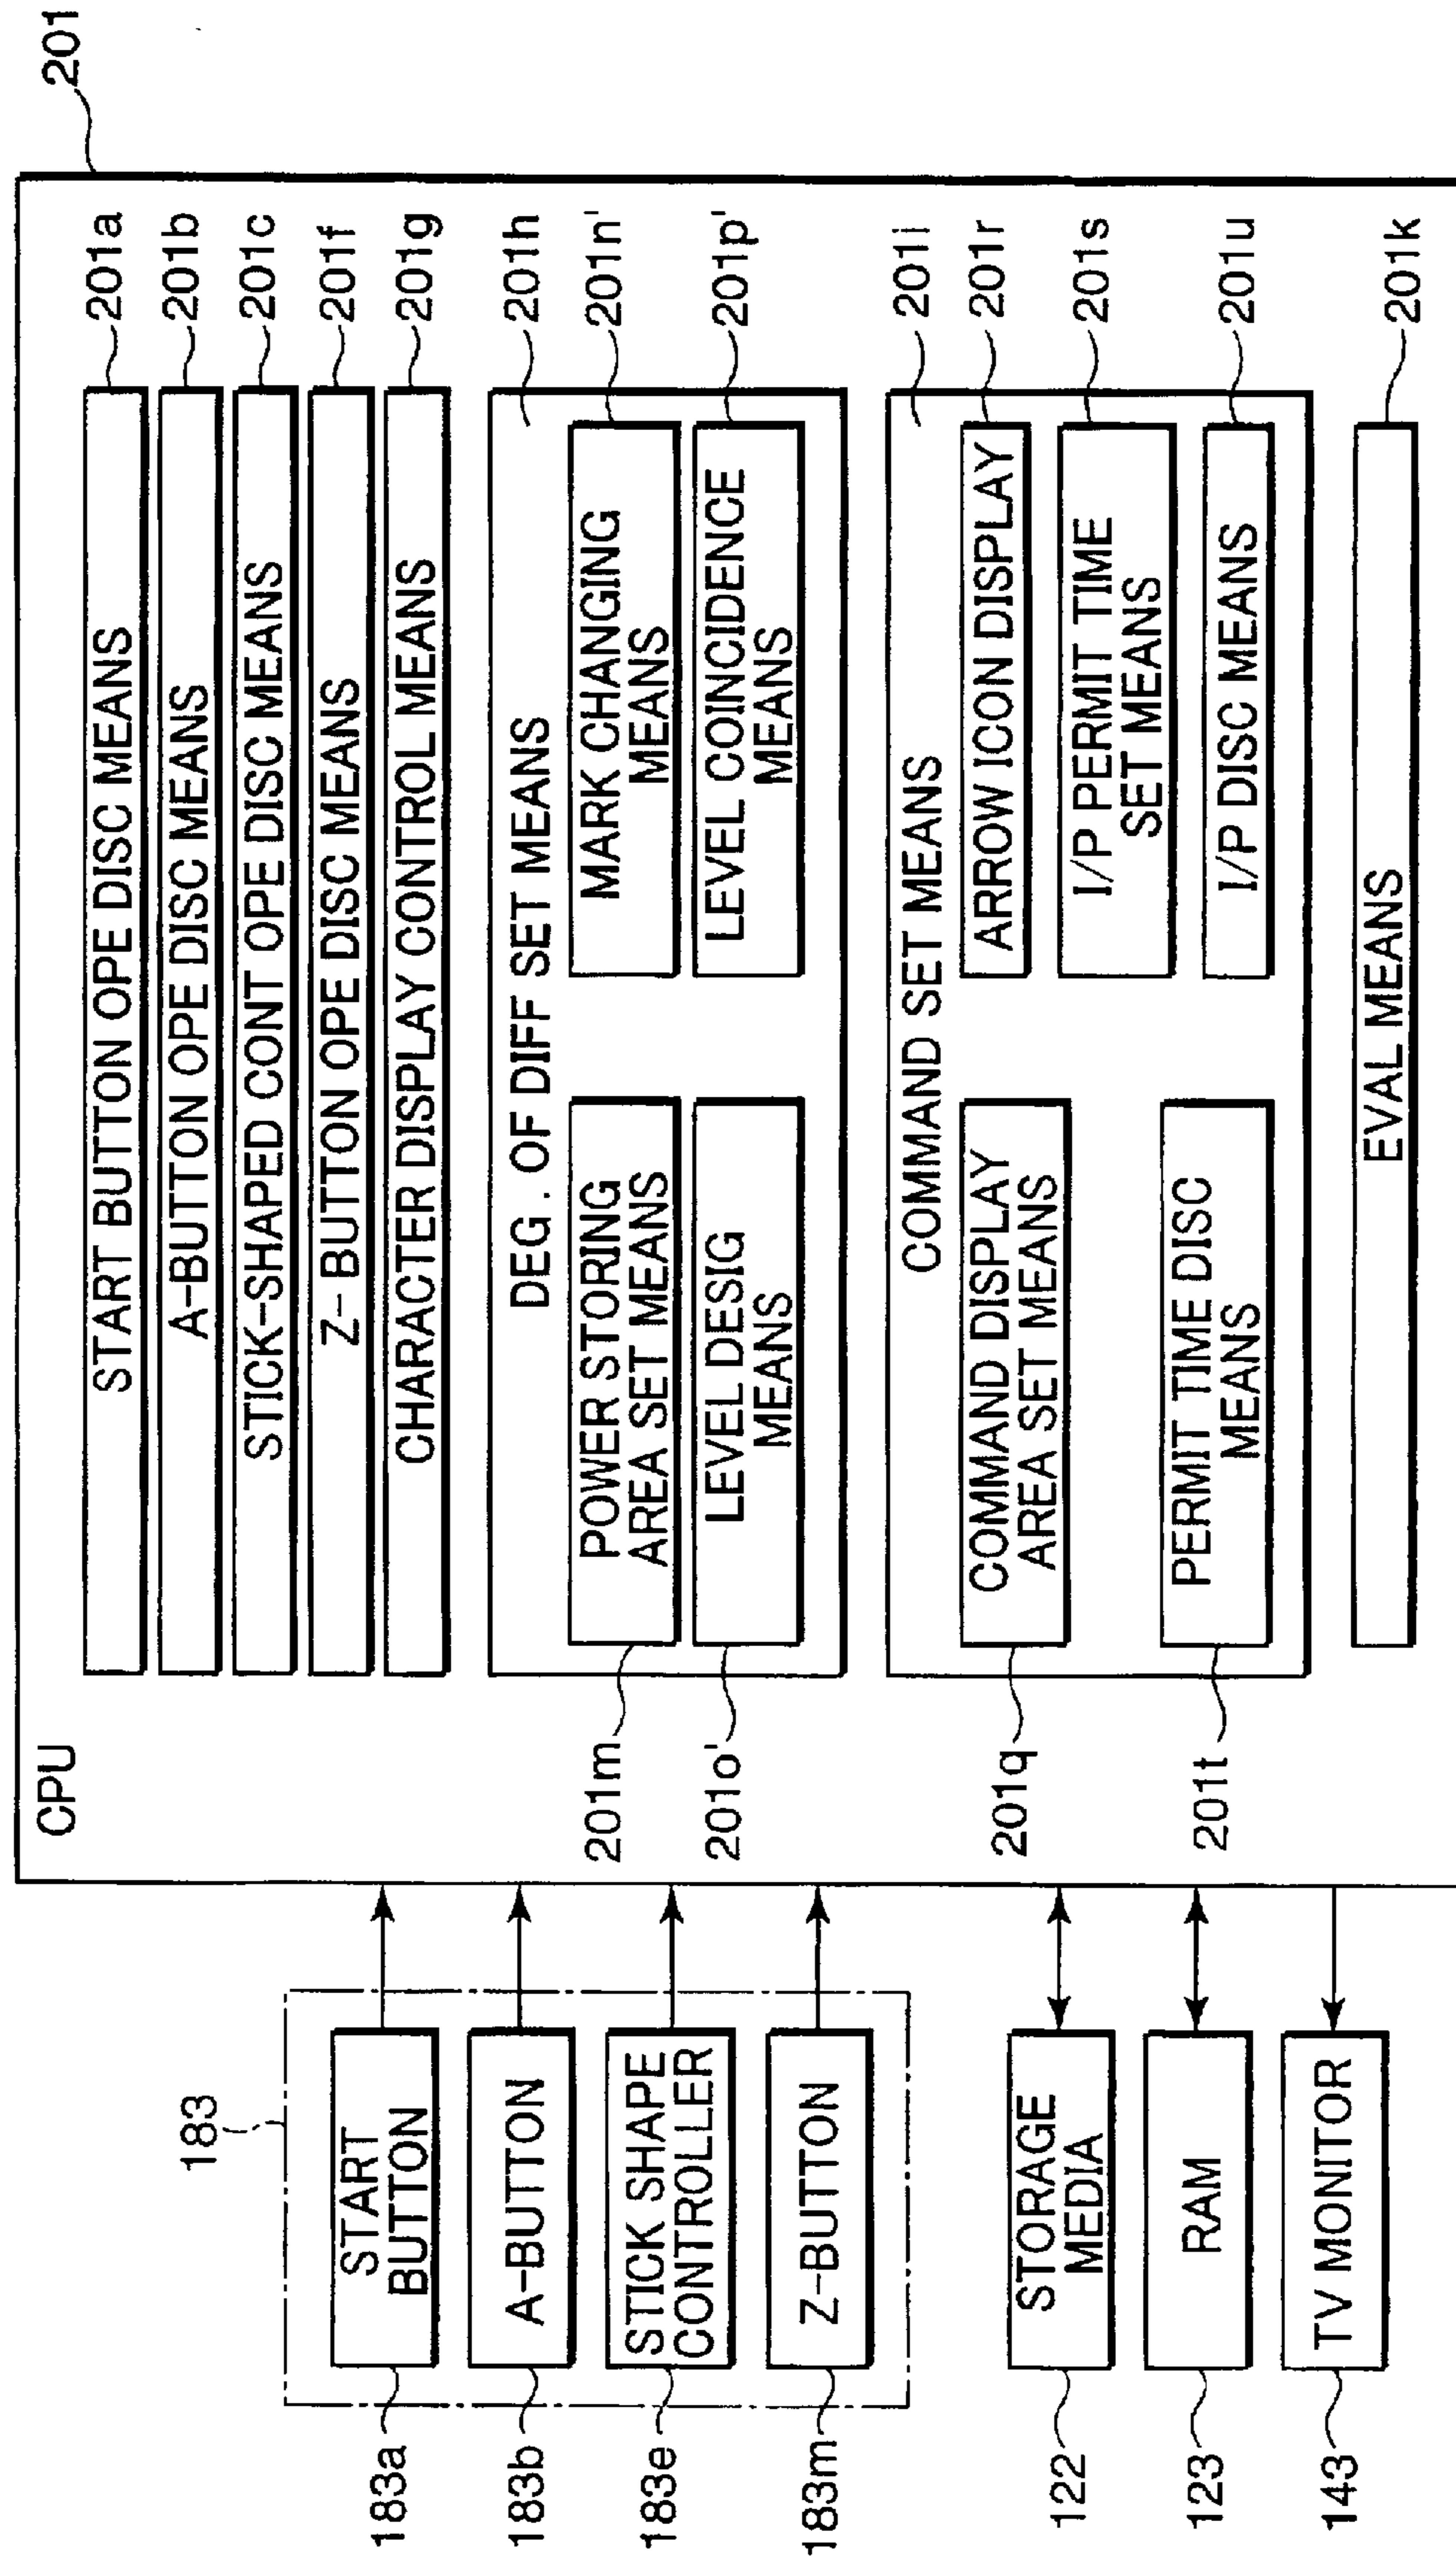 201
CPU
START BUTTON OPE DISC MEANS
201a
A-BUTTON OPE DISC MEANS
201b
STICK-SHAPED CONT OPE DISC MEANS
201c
Z-BUTTON OPE DISC MEANS
201f
CHARACTER DISPLAY CONTROL MEANS
201g
DEG. OF DIFF SET MEANS
201h
POWER STORING
AREA SET MEANS
201m
MARK CHANGING
MEANS
201n'
LEVEL DESIG
MEANS
201o'
LEVEL COINCIDENCE
MEANS
201p'
COMMAND SET MEANS
201i
COMMAND DISPLAY
AREA SET MEANS
201q
ARROW ICON DISPLAY
201r
I/P PERMIT TIME
SET MEANS
201s
PERMIT TIME DISC
MEANS
201t
I/P DISC MEANS
201u
EVAL MEANS
201k
183
START
BUTTON
183a
A-BUTTON
183b
STICK SHAPE
CONTROLLER
183e
Z-BUTTON
183m
STORAGE
MEDIA
122
RAM
123
TV MONITOR
143